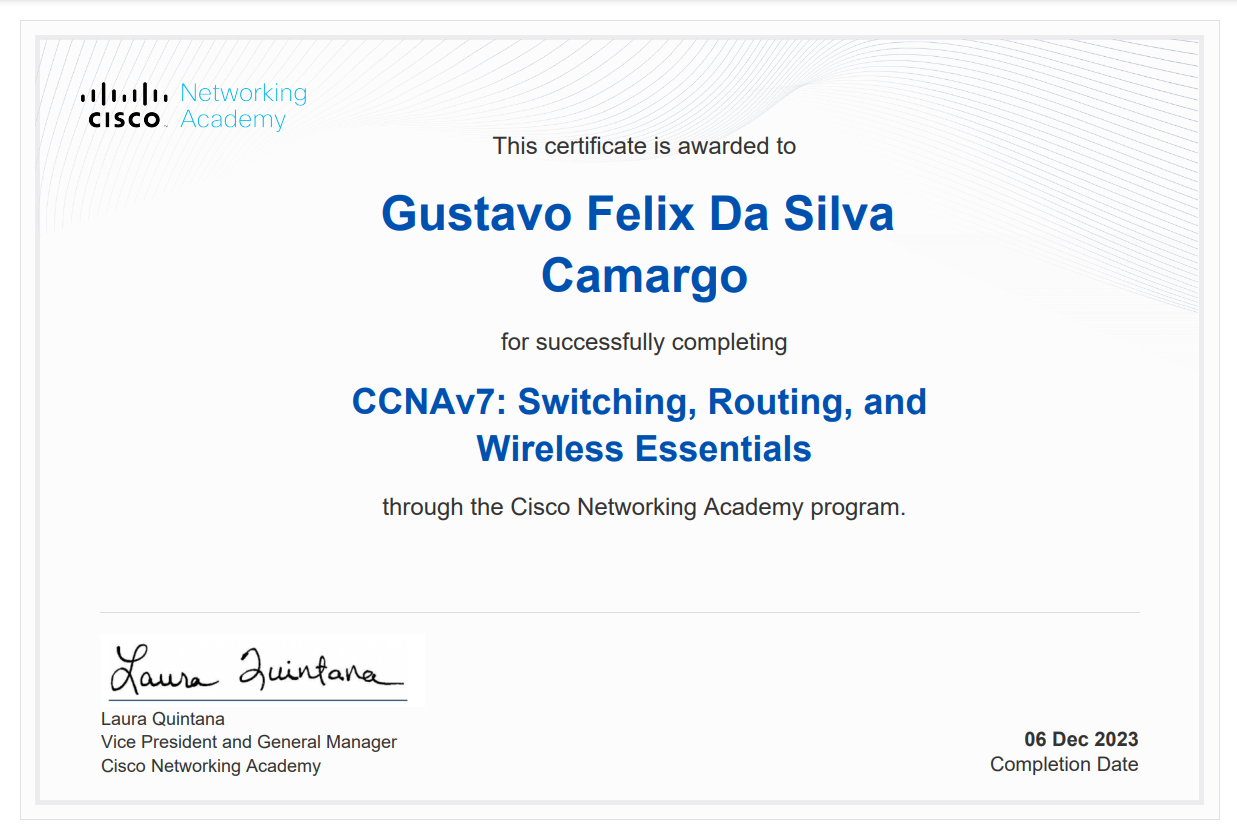 Networking
CISCO Academy
This certificate is awarded to
Gustavo Felix Da Silva
Camargo
for successfully completing
CCNAv7: Switching, Routing, and
Wireless Essentials
through the Cisco Networking Academy program.
Laura Quintana
Laura Quintana
Vice President and General Manager
Cisco Networking Academy
06 Dec 2023
Completion Date